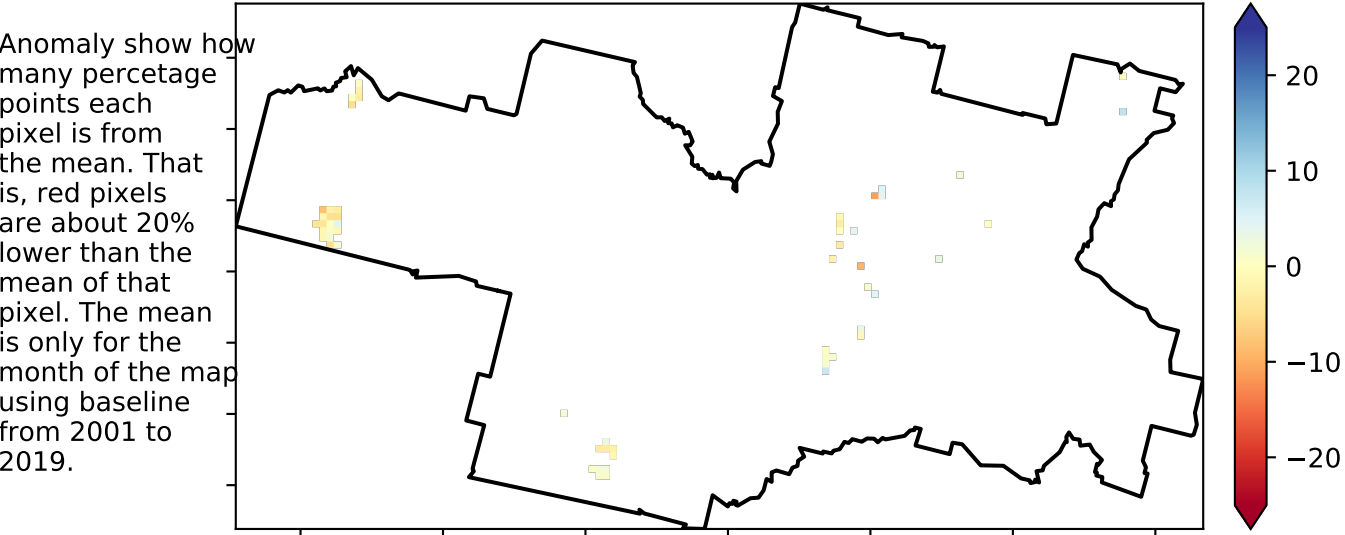 Anomaly show how
many percetage
points each
pixel is from
the mean. That
is, red pixels
are about 20%
lower than the
mean of that
pixel. The mean
is only for the
month of the map
using baseline
from 2001 to
2019.
20
10
0
−10
−20